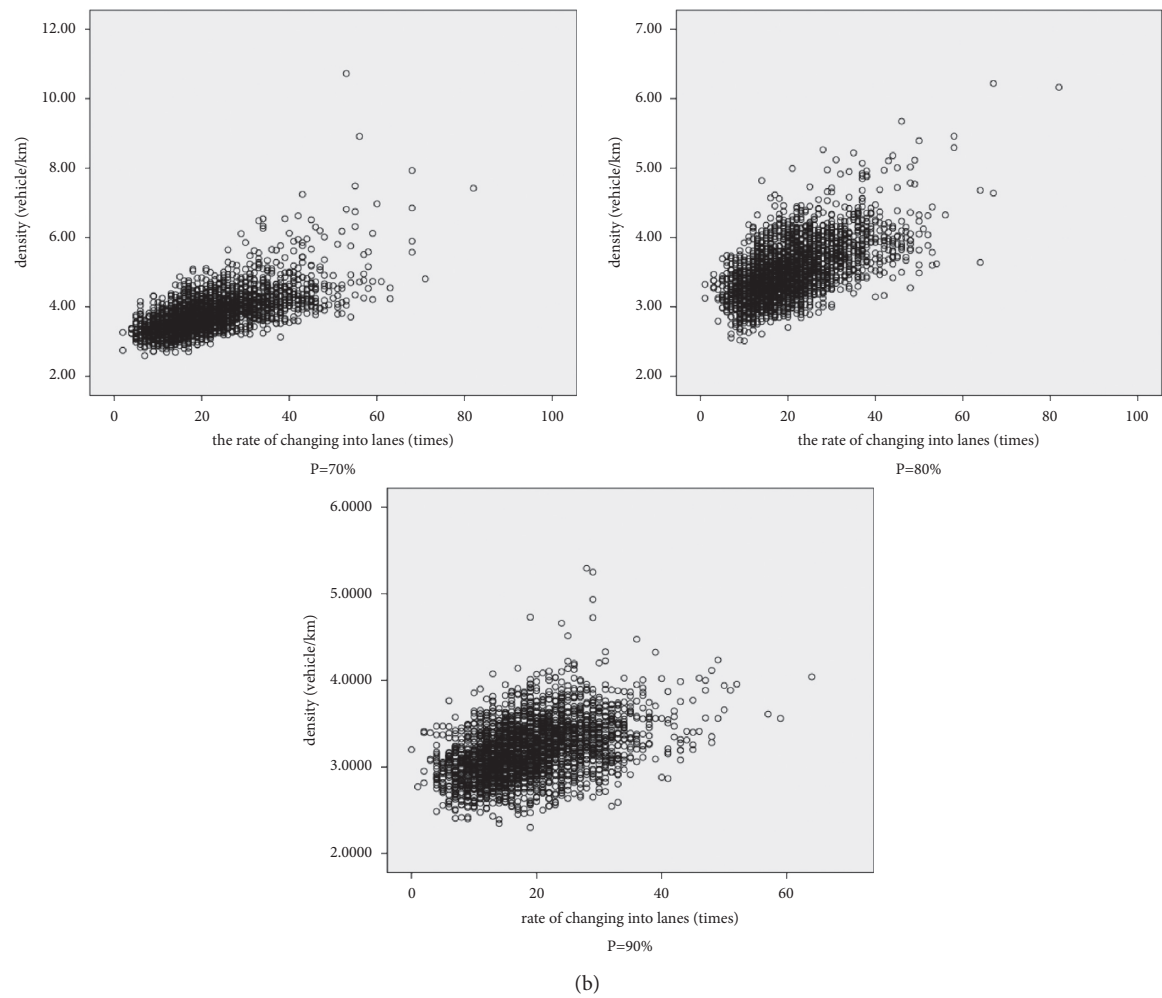 12.00
10.00
8.00
6.00
4.00
2.00
density (vehicle/km)
0 20 40 60 80 100
the rate of changing into lanes (times)
P=70%
7.00
6.00
5.00
4.00
3.00
2.00
density (vehicle/km)
0 20 40 60 80 100
the rate of changing into lanes (times)
P=80%
6.0000
5.0000
4.0000
3.0000
2.0000
density (vehicle/km)
0 20 40 60
rate of changing into lanes (times)
P=90%
(b)